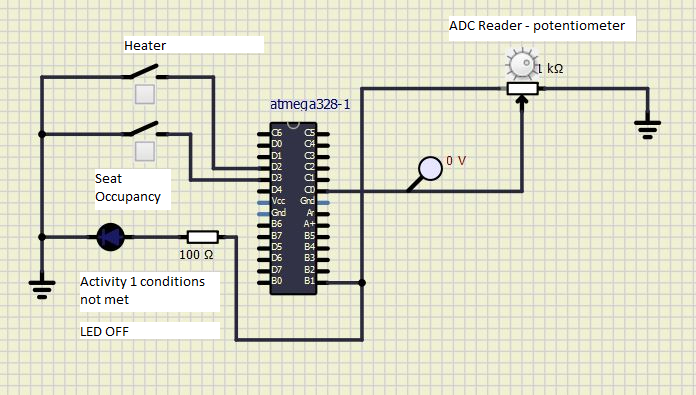 ADC Reader - potentiometer
Heater
1 kΩ
atmega328-1
C6 C5
D0 C4
D1 C3
D2 C2
D3 C1
D4 C0
Vcc Gnd
Gnd Ar
B6 A+
B7 B5
D5 B4
D6 B3
D7 B2
B0 B1
0 V
Seat
Occupancy
100 Ω
Activity 1 conditions
not met
LED OFF